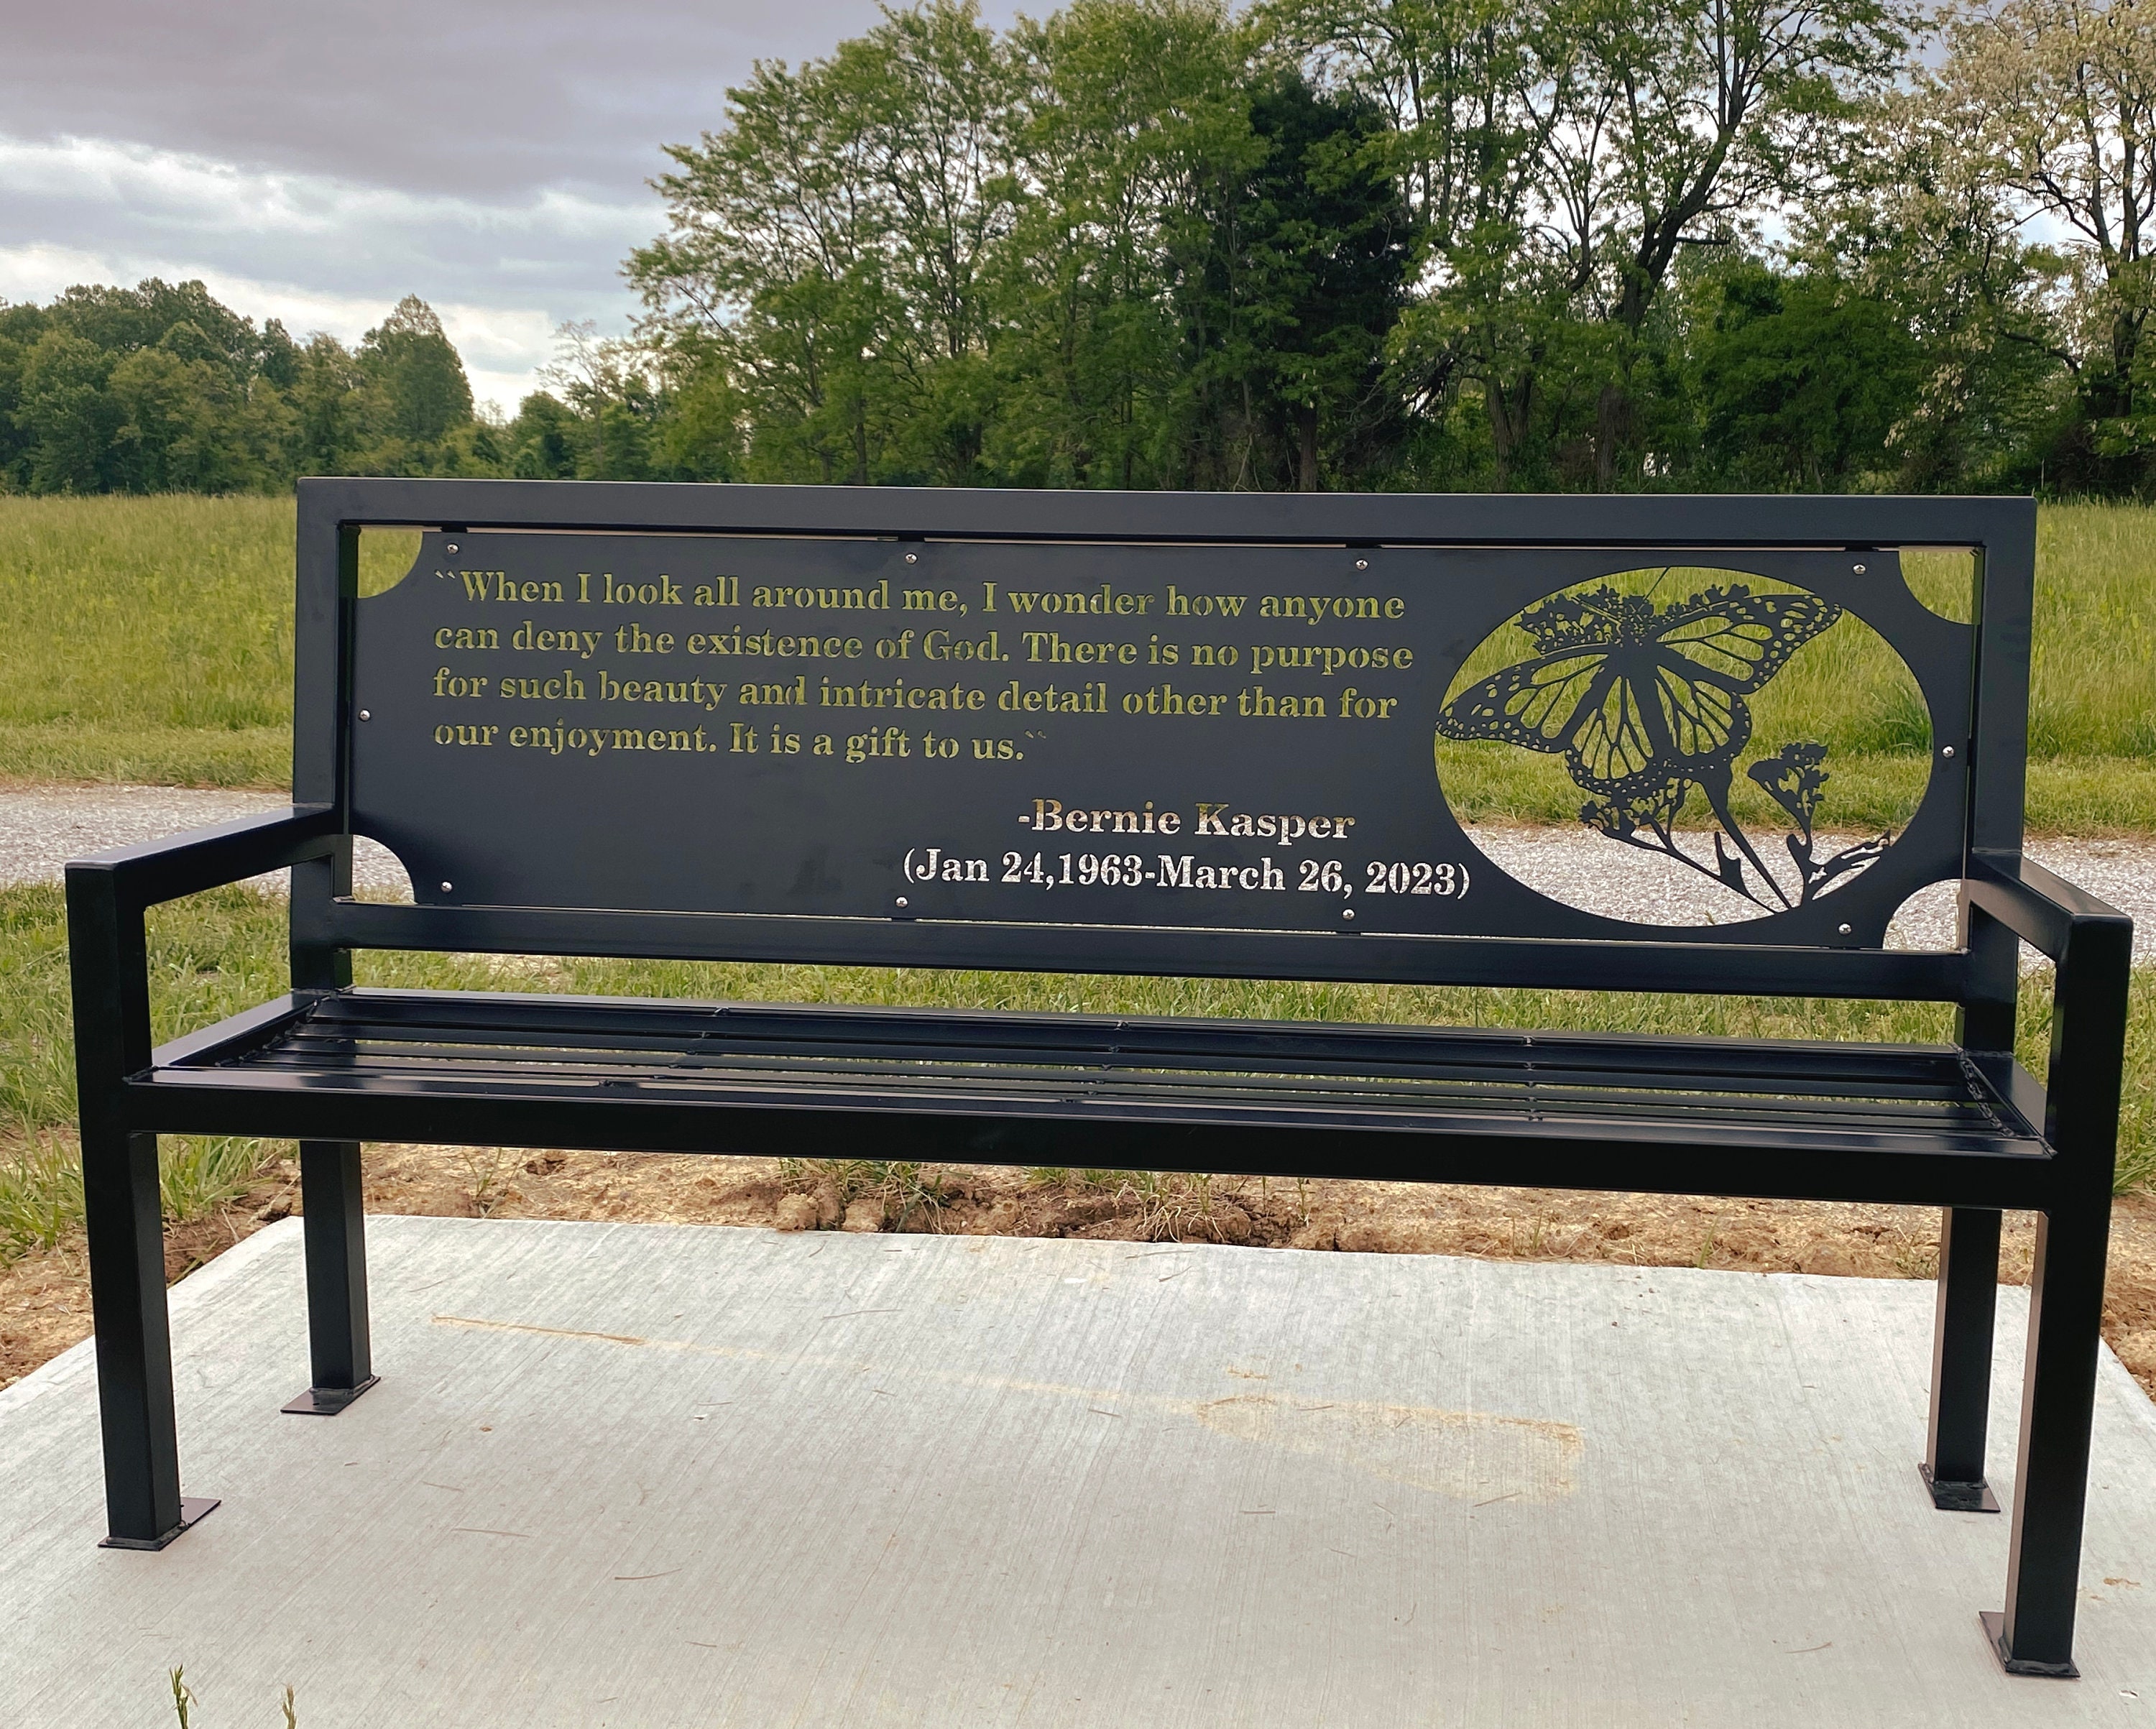 ``When I look all around me, I wonder how anyone
can deny the existence of God. There is no purpose
for such beauty and intricate detail other than for
our enjoyment. It is a gift to us.``
-Bernie Kasper
(Jan 24,1963-March 26, 2023)